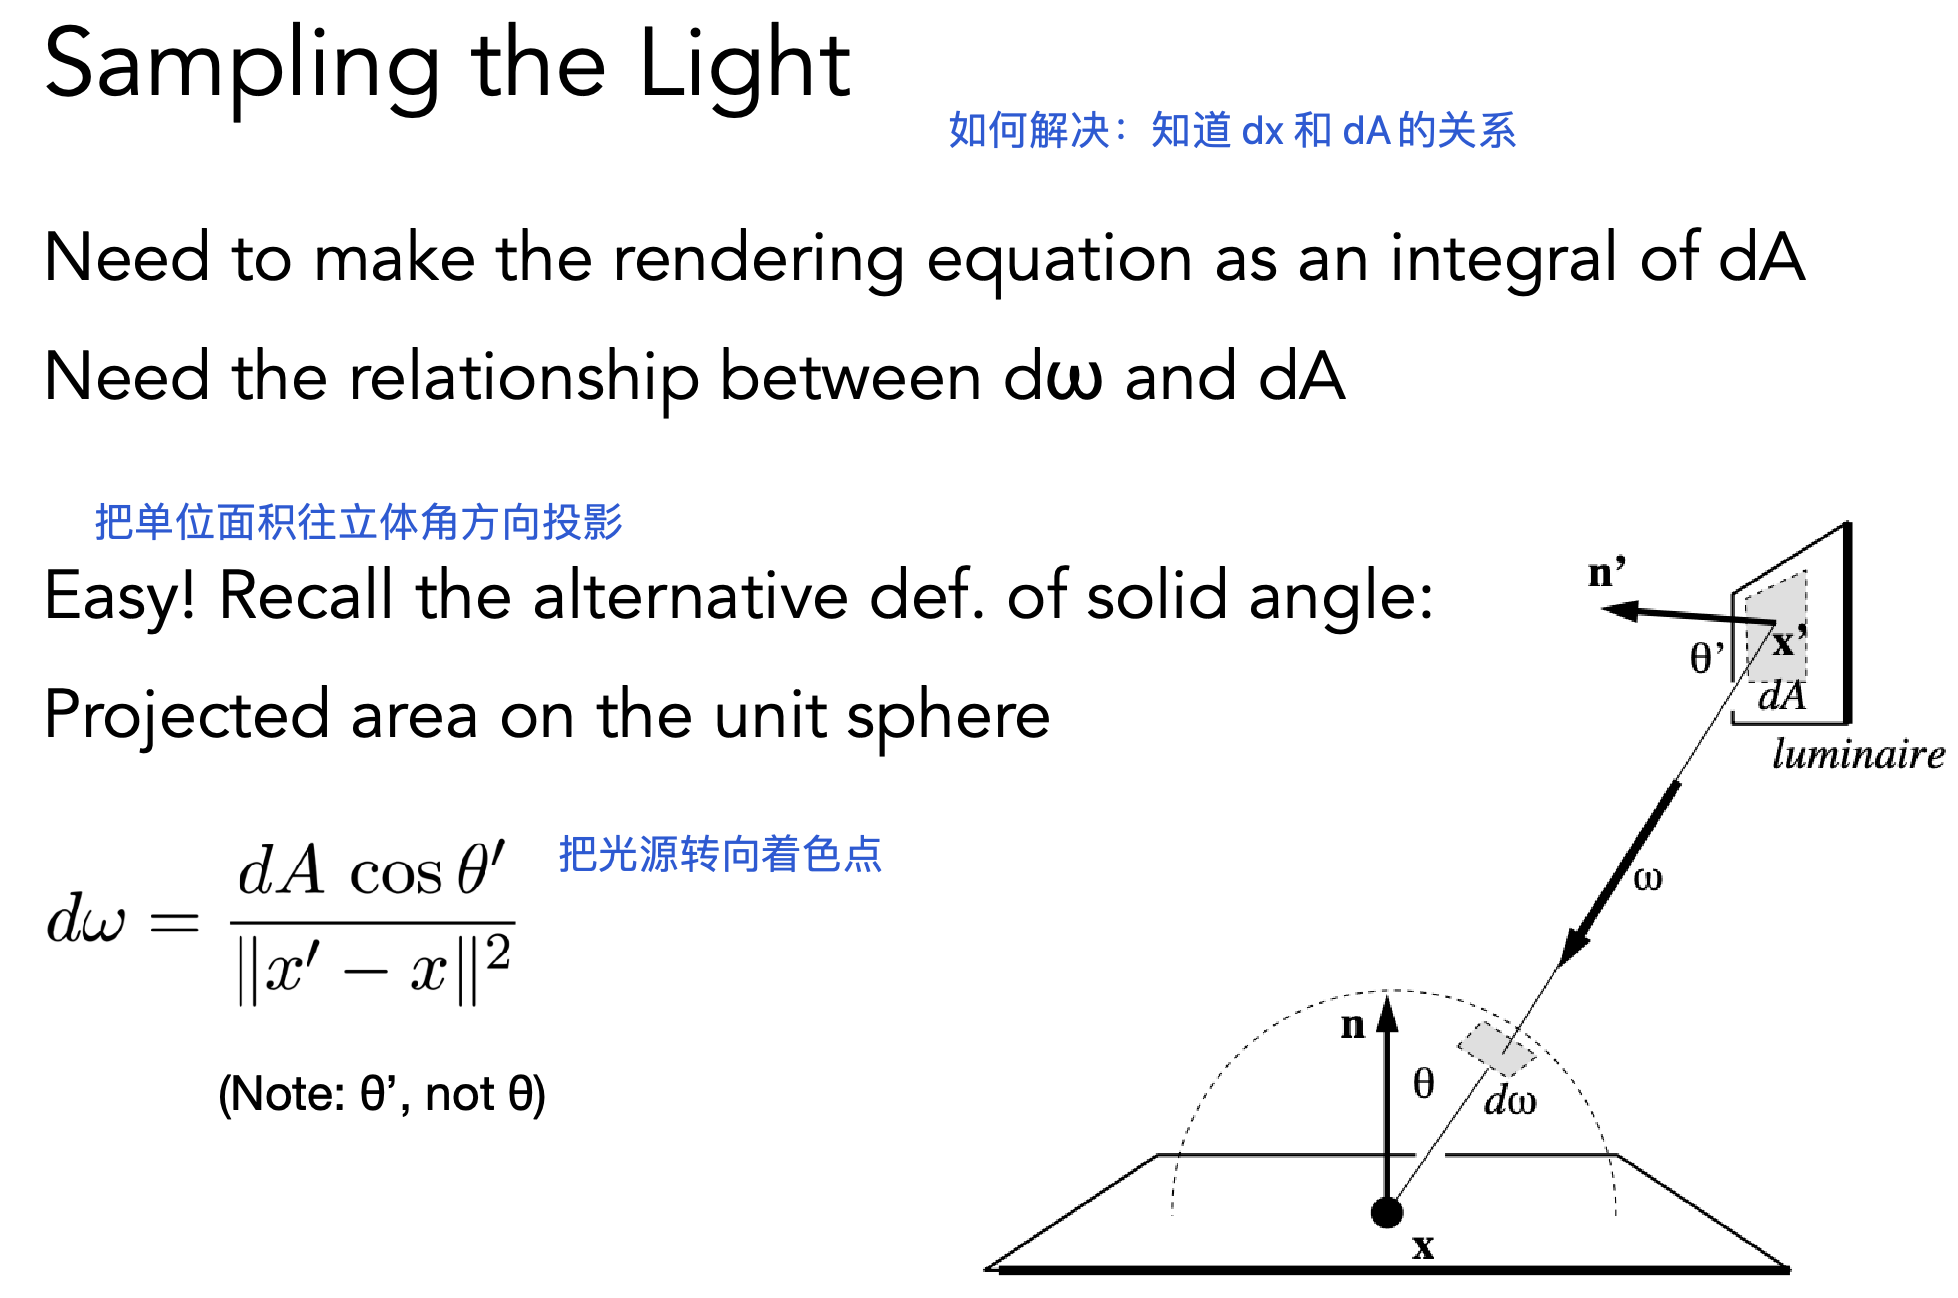 Sampling the Light
如何解决：知道 dx 和 dA 的关系
Need to make the rendering equation as an integral of dA
Need the relationship between dω and dA
把单位面积往立体角方向投影
Easy! Recall the alternative def. of solid angle:
Projected area on the unit sphere
dω = dA cos θ′ / ‖x′ − x‖²
把光源转向着色点
(Note: θ’, not θ)
n’
θ’
x’
dA
luminaire
ω
n
θ
dω
x